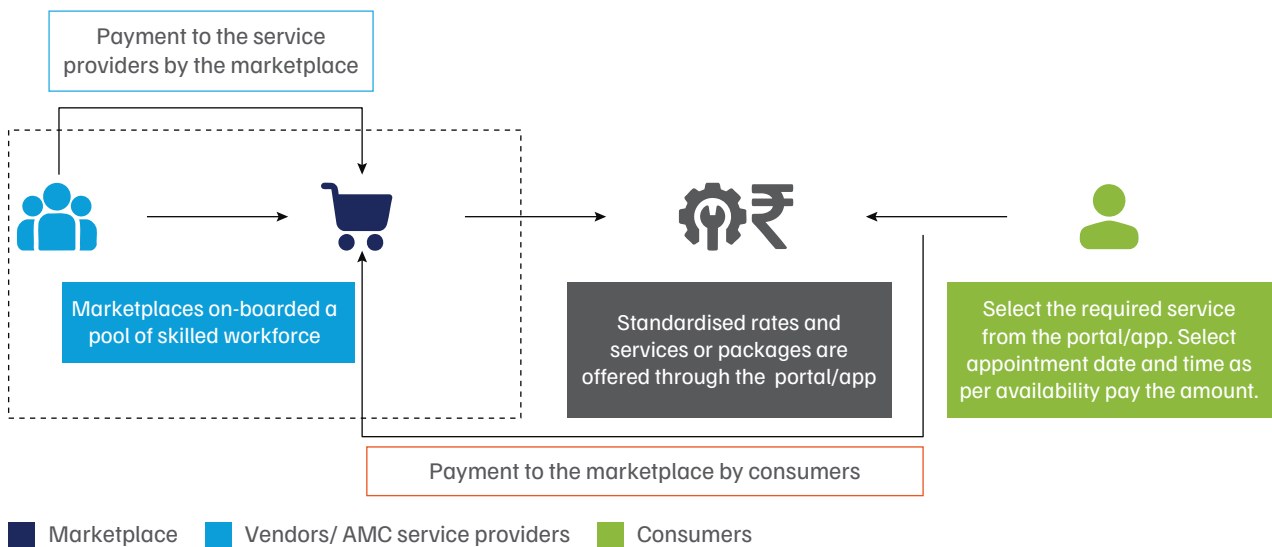 Payment to the service
providers by the marketplace
Marketplaces on-boarded a
pool of skilled workforce
Standardised rates and
services or packages are
offered through the portal/app
Select the required service
from the portal/app. Select
appointment date and time as
per availability pay the amount.
Payment to the marketplace by consumers
Marketplace
Vendors/ AMC service providers
Consumers